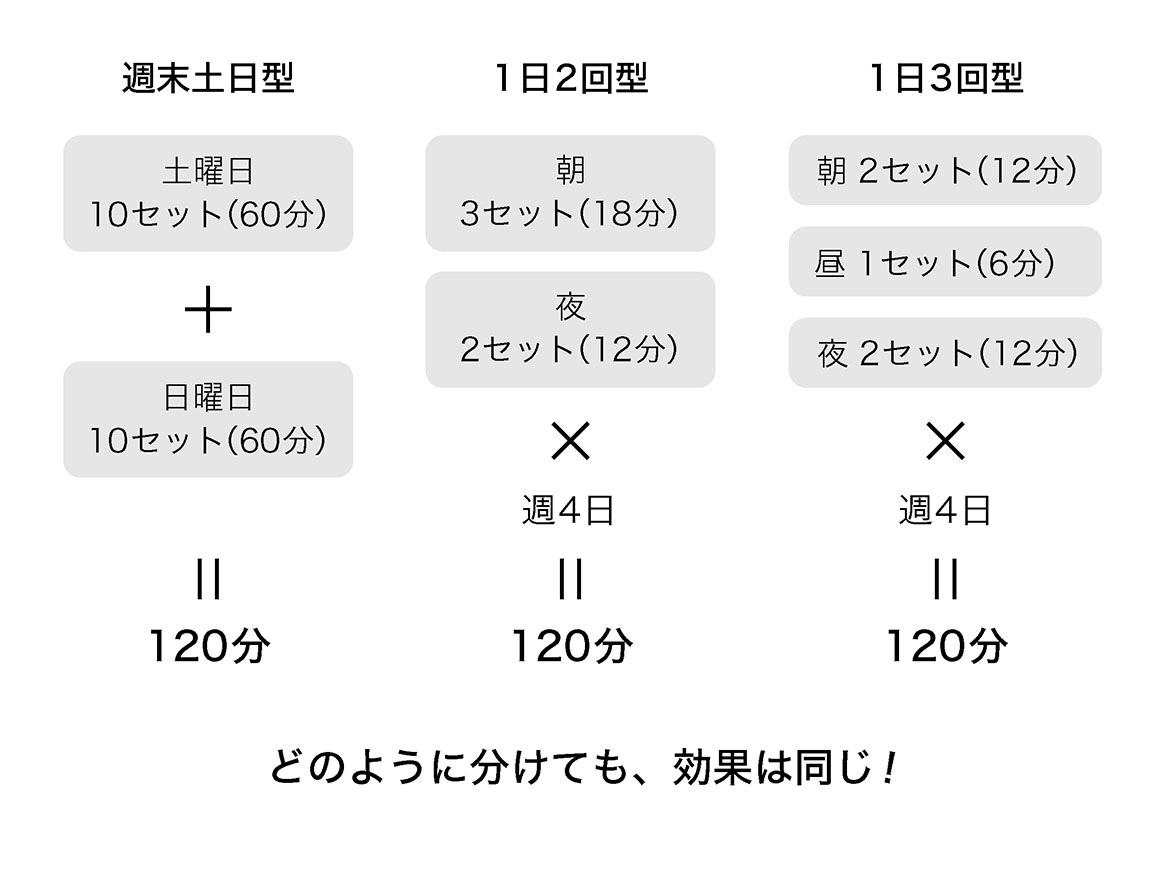 週末土日型
土曜日
10セット(60分)
＋
日曜日
10セット(60分)
||
120分
1日2回型
朝
3セット(18分)
夜
2セット(12分)
×
週4日
||
120分
1日3回型
朝 2セット(12分)
昼 1セット(6分)
夜 2セット(12分)
×
週4日
||
120分
どのように分けても、効果は同じ!